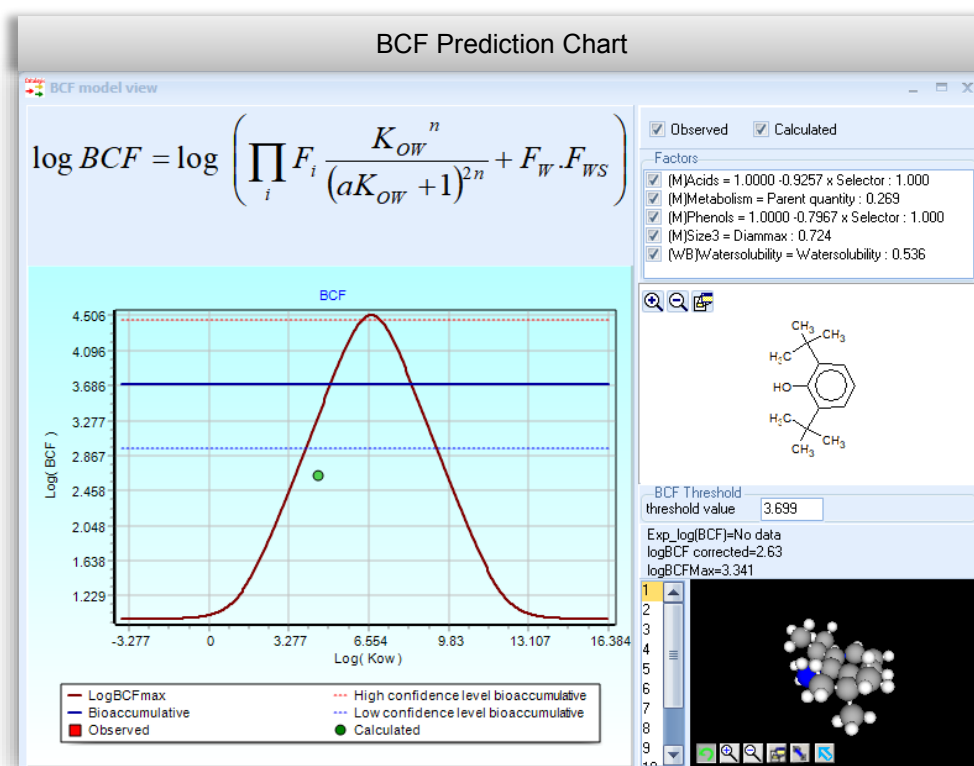 BCF Prediction Chart
BCF model view
log BCF = log ( ∏ i F i K OW n / (aK OW + 1) 2n + F W .F WS )
Observed Calculated
Factors
(M)Acids = 1.0000 -0.9257 x Selector : 1.000
(M)Metabolism = Parent quantity : 0.269
(M)Phenols = 1.0000 -0.7967 x Selector : 1.000
(M)Size3 = Diammax : 0.724
(WB)Watersolubility = Watersolubility : 0.536
BCF
4.506
4.096
3.686
3.277
2.867
2.458
2.048
1.638
1.229
Log( BCF )
-3.277 0 3.277 6.554 9.83 13.107 16.384
Log( Kow )
LogBCFmax
Bioaccumulative
Observed
High confidence level bioaccumulative
Low confidence level bioaccumulative
Calculated
CH3
CH3
H3C
HO
H3C
CH3
CH3
BCF Threshold
threshold value 3.699
Exp_log(BCF)=No data
logBCF corrected=2.63
logBCFMax=3.341
1
2
3
4
5
6
7
8
9
10